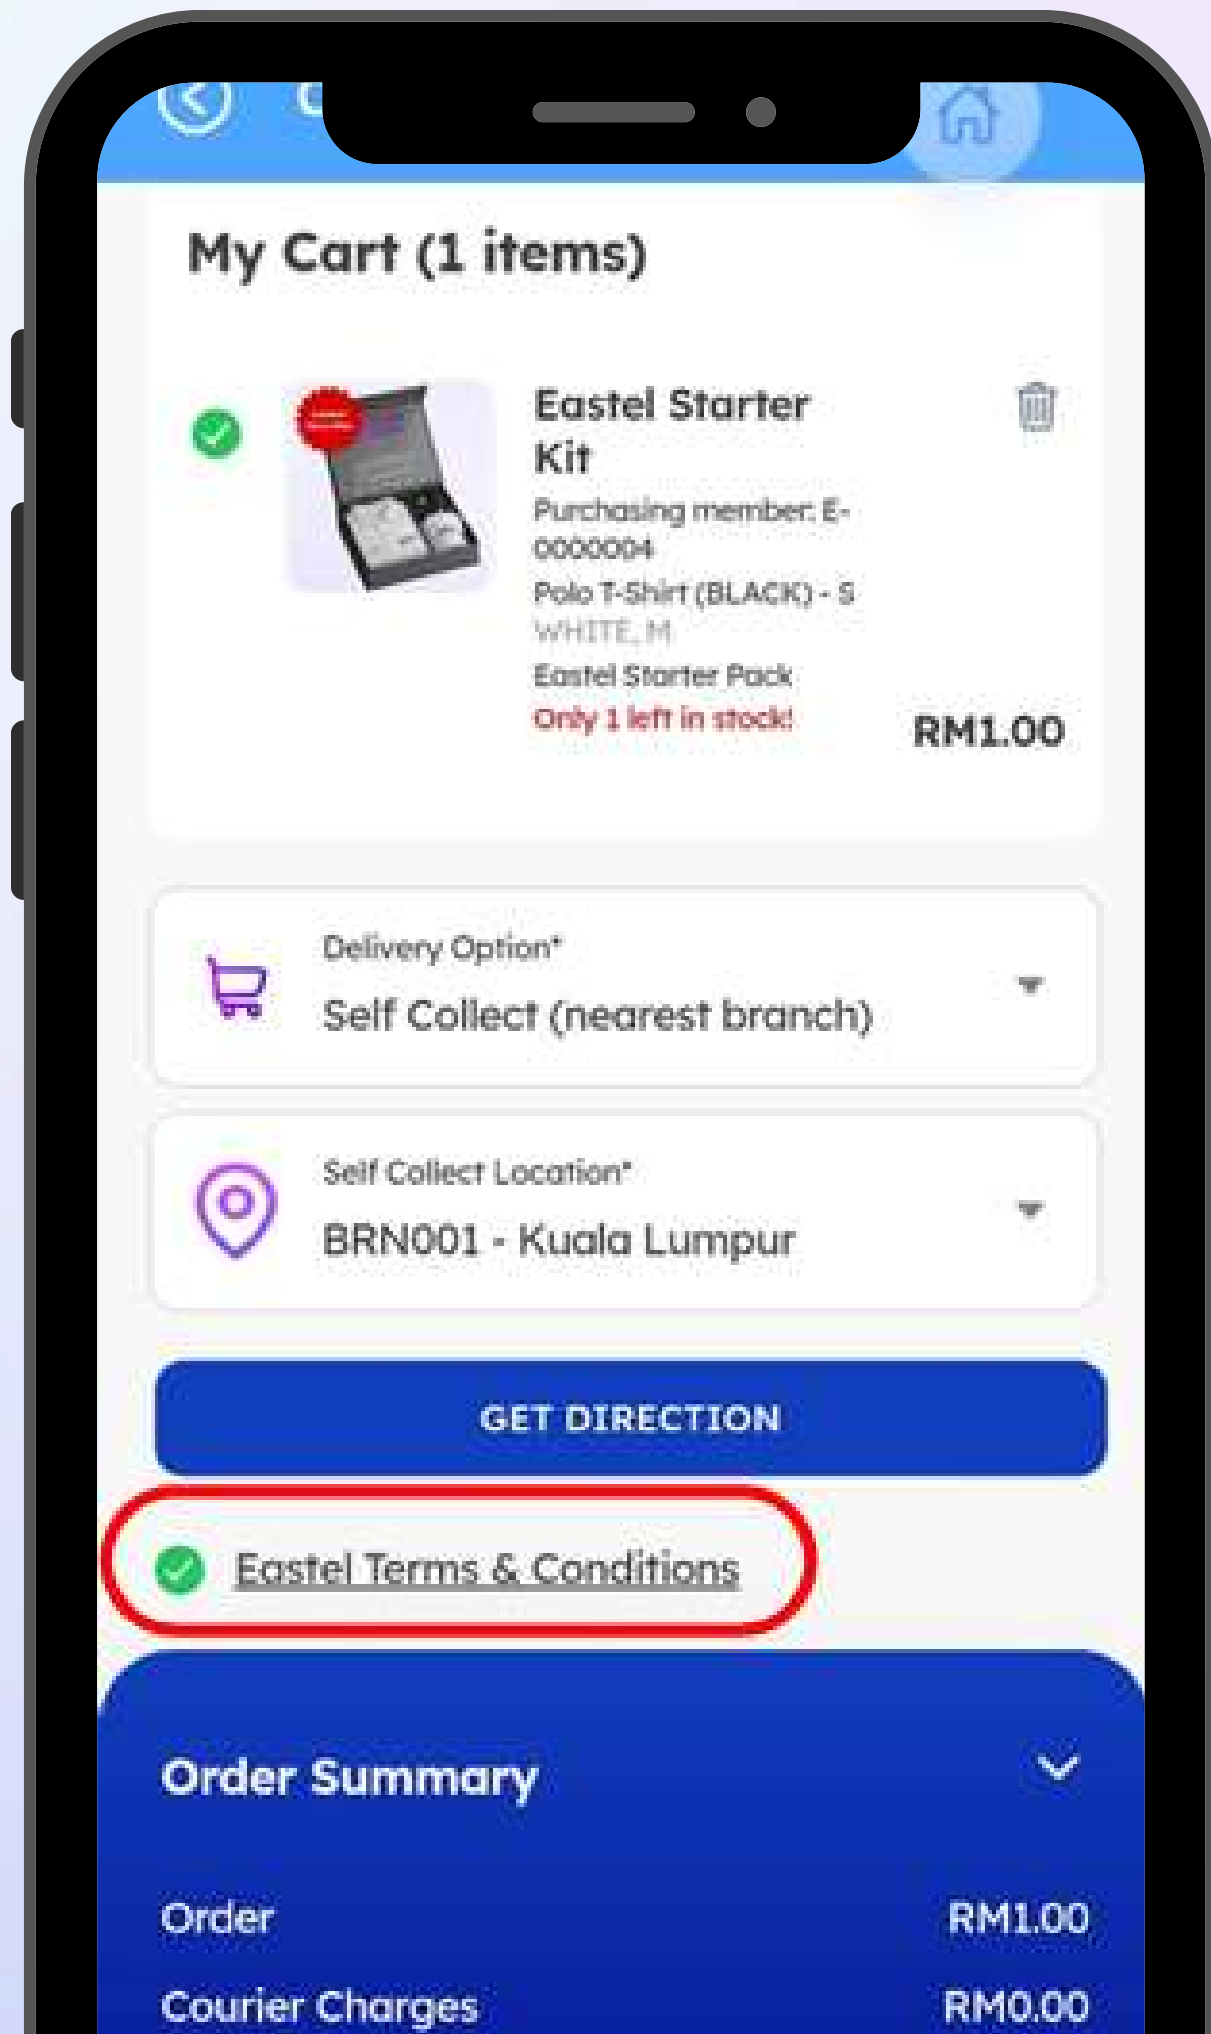 My Cart (1 items)
Eastel Starter
Kit
Purchasing member: E-
0000004
Polo T-Shirt (BLACK) - S
WHITE, M
Eastel Starter Pack
Only 1 left in stock!
RM1.00
Delivery Option*
Self Collect (nearest branch)
Self Collect Location*
BRN001 - Kuala Lumpur
GET DIRECTION
Eastel Terms & Conditions
Order Summary
Order RM1.00
Courier Charges RM0.00